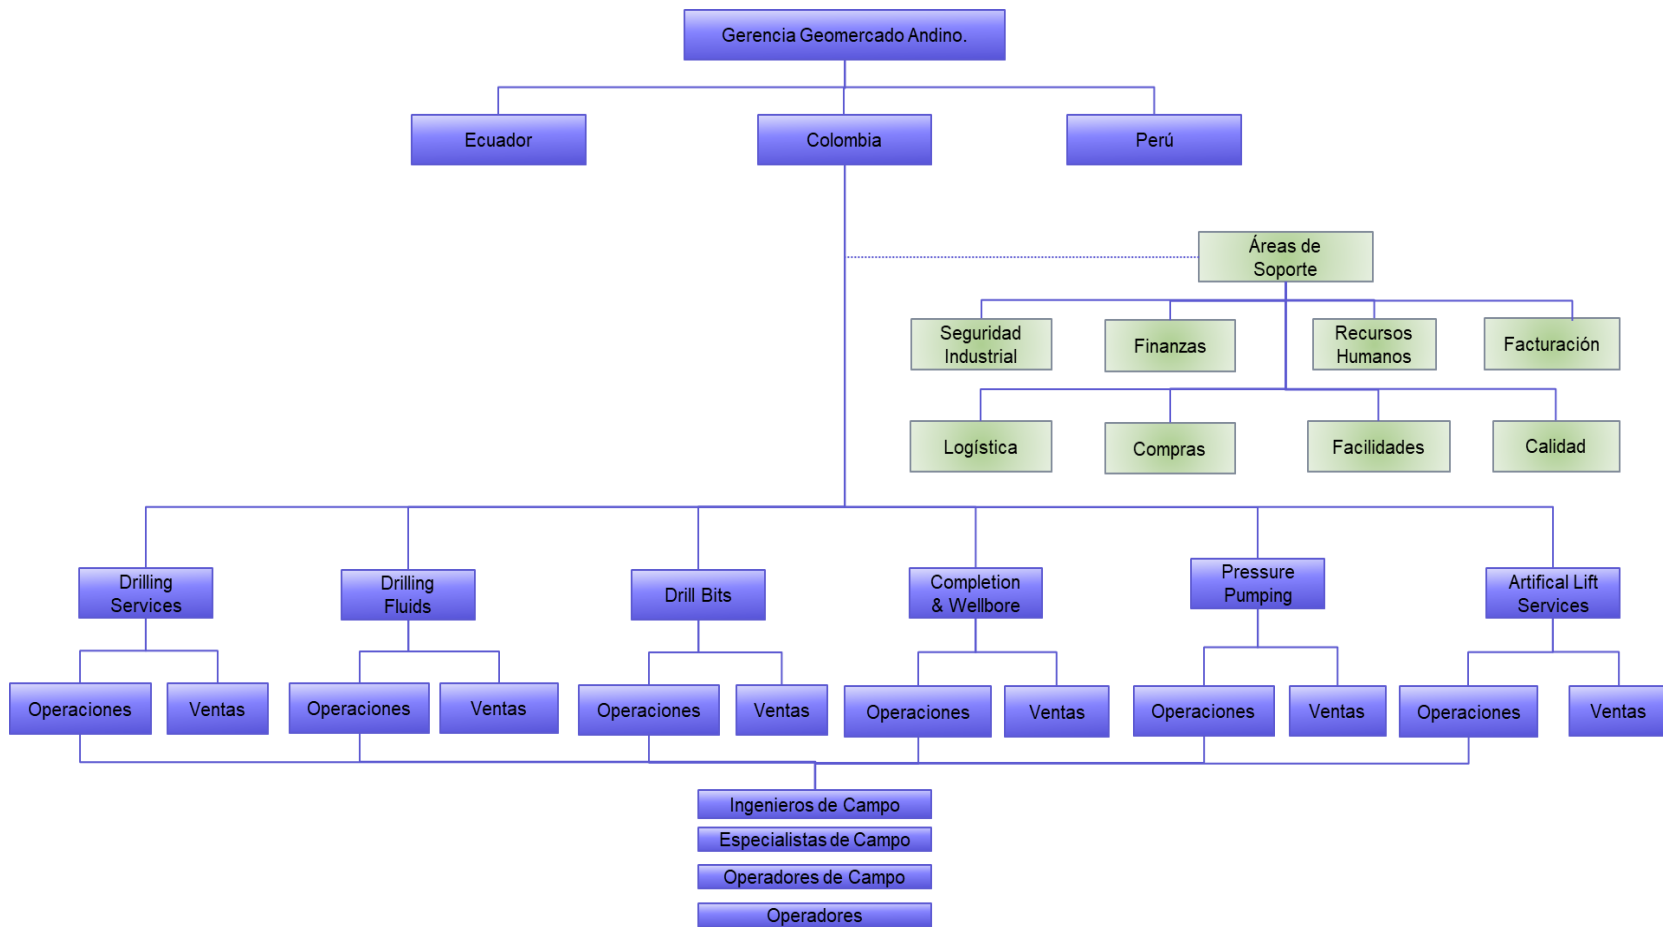 Gerencia Geomercado Andino.
Ecuador
Colombia
Perú
Áreas de
Soporte
Seguridad
Industrial
Finanzas
Recursos
Humanos
Facturación
Logística
Compras
Facilidades
Calidad
Drilling
Services
Drilling
Fluids
Drill Bits
Completion
& Wellbore
Pressure
Pumping
Artifical Lift
Services
Operaciones
Ventas
Operaciones
Ventas
Operaciones
Ventas
Operaciones
Ventas
Operaciones
Ventas
Operaciones
Ventas
Ingenieros de Campo
Especialistas de Campo
Operadores de Campo
Operadores